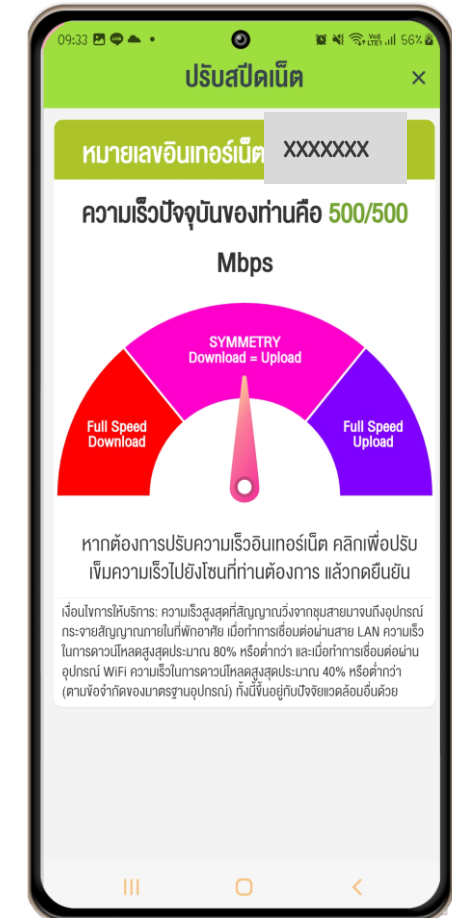 09:33
56%
ปรับสปีดเน็ต ×
หมายเลขอินเทอร์เน็ต XXXXXXX
ความเร็วปัจจุบันของท่านคือ 500/500
Mbps
SYMMETRY
Download = Upload
Full Speed
Download
Full Speed
Upload
หากต้องการปรับความเร็วอินเทอร์เน็ต คลิกเพื่อปรับ
เข็มความเร็วไปยังโซนที่ท่านต้องการ แล้วกดยืนยัน
เงื่อนไขการให้บริการ: ความเร็วสูงสุดที่สัญญาณวิ่งจากชุมสายมาจนถึงอุปกรณ์
กระจายสัญญาณภายในที่พักอาศัย เมื่อทำการเชื่อมต่อผ่านสาย LAN ความเร็ว
ในการดาวน์โหลดสูงสุดประมาณ 80% หรือต่ำกว่า และเมื่อทำการเชื่อมต่อผ่าน
อุปกรณ์ WiFi ความเร็วในการดาวน์โหลดสูงสุดประมาณ 40% หรือต่ำกว่า
(ตามข้อจำกัดของมาตรฐานอุปกรณ์) ทั้งนี้ขึ้นอยู่กับปัจจัยแวดล้อมอื่นด้วย